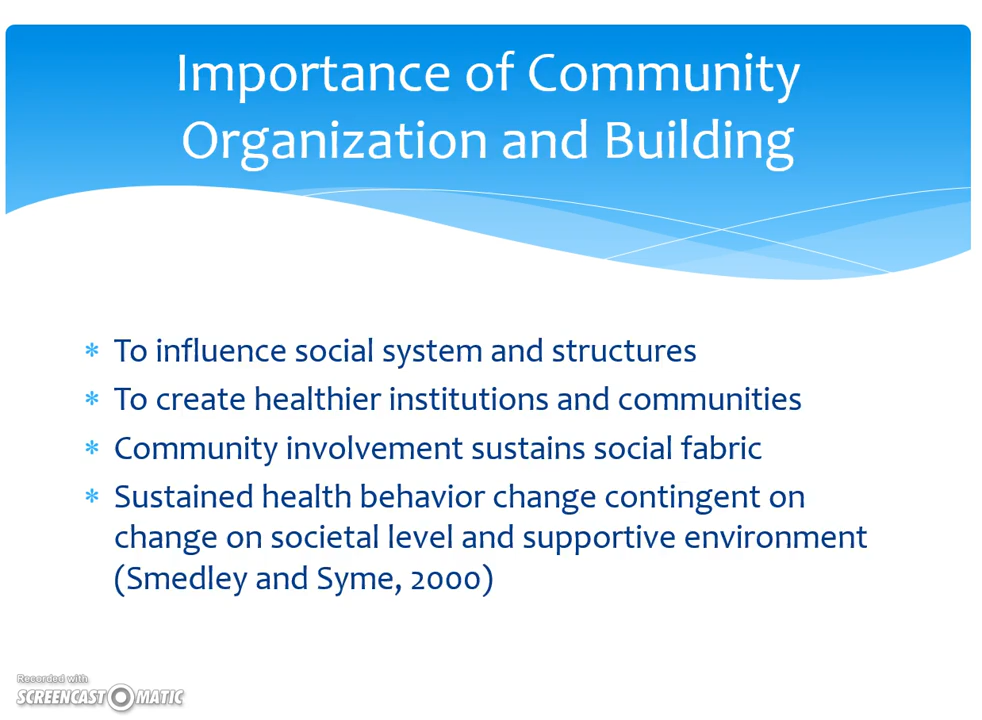 Importance of Community
Organization and Building
* To influence social system and structures
* To create healthier institutions and communities
* Community involvement sustains social fabric
* Sustained health behavior change contingent on
change on societal level and supportive environment
(Smedley and Syme, 2000)
Recorded with
SCREENCAST-O-MATIC